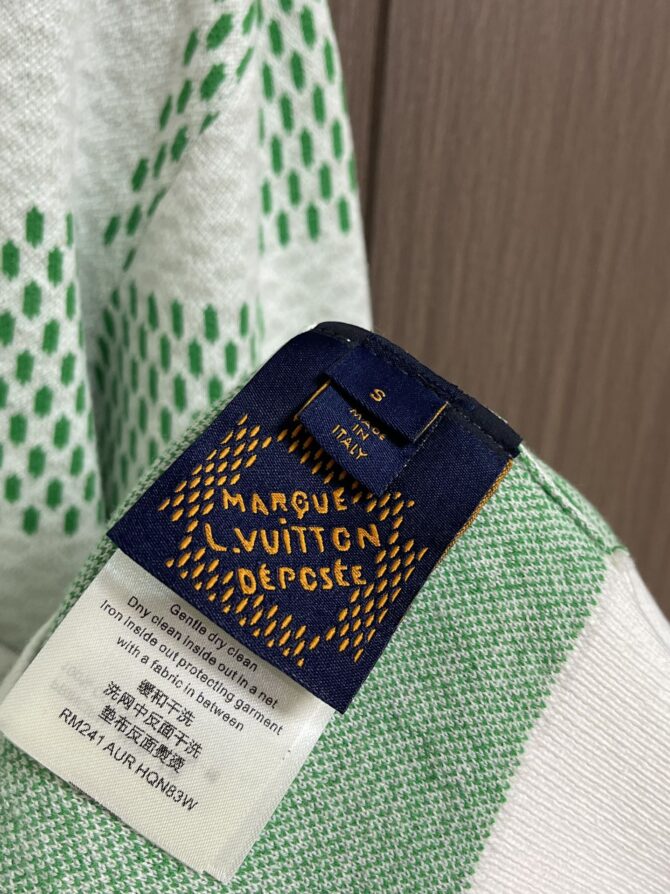 S
MADE
IN
ITALY
MARQUE
L.VUITTON
DÉPOSÉE
Gentle dry clean
Dry clean inside out in a net
Iron inside out protecting garment
with a fabric in between
缓和干洗
洗网中反面干洗
垫布反面熨烫
RM241 AUR HQN83W